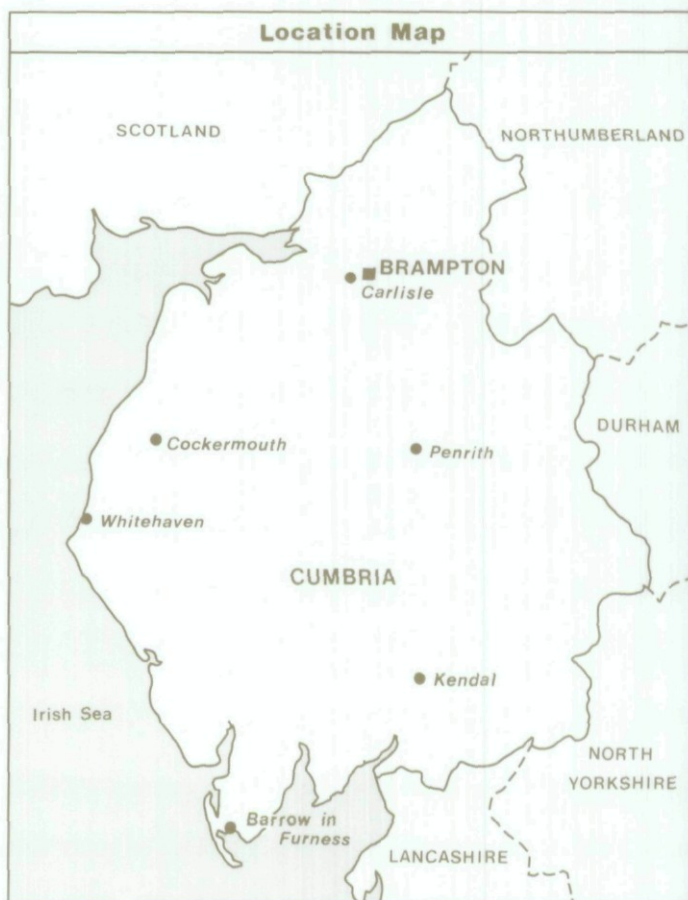 Location Map
SCOTLAND
NORTHUMBERLAND
BRAMPTON
Carlisle
DURHAM
Cockermouth
Penrith
Whitehaven
CUMBRIA
Kendal
Irish Sea
NORTH
YORKSHIRE
Barrow in
Furness
LANCASHIRE